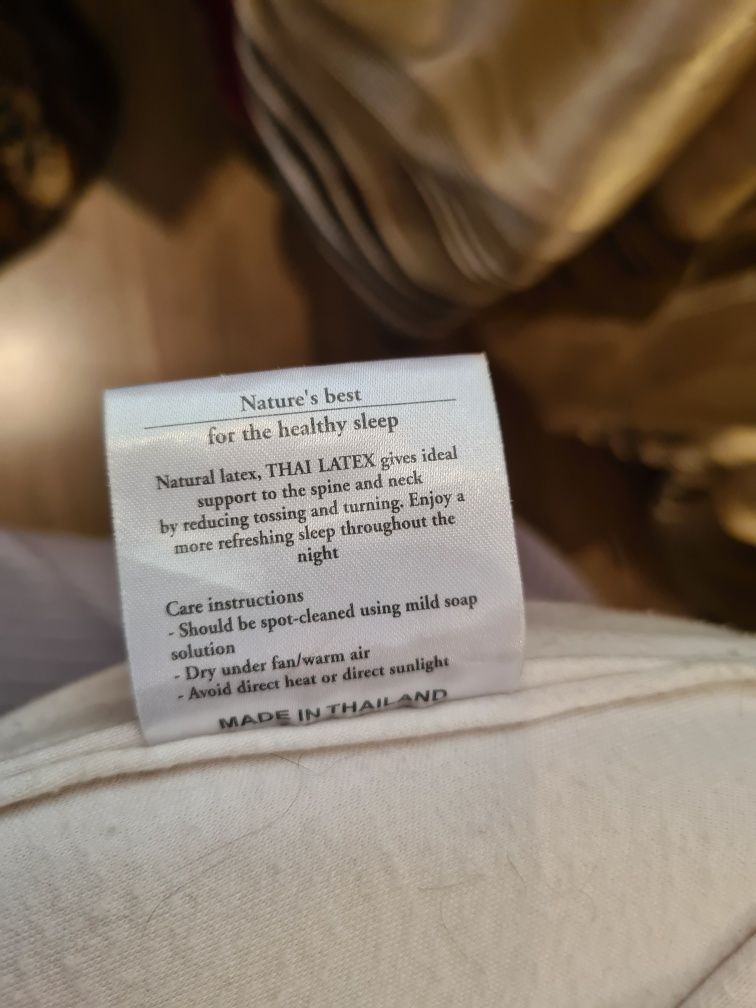 Nature's best
for the healthy sleep
Natural latex, THAI LATEX gives ideal
support to the spine and neck
by reducing tossing and turning. Enjoy a
more refreshing sleep throughout the
night
Care instructions
- Should be spot-cleaned using mild soap
solution
- Dry under fan/warm air
- Avoid direct heat or direct sunlight
MADE IN THAILAND